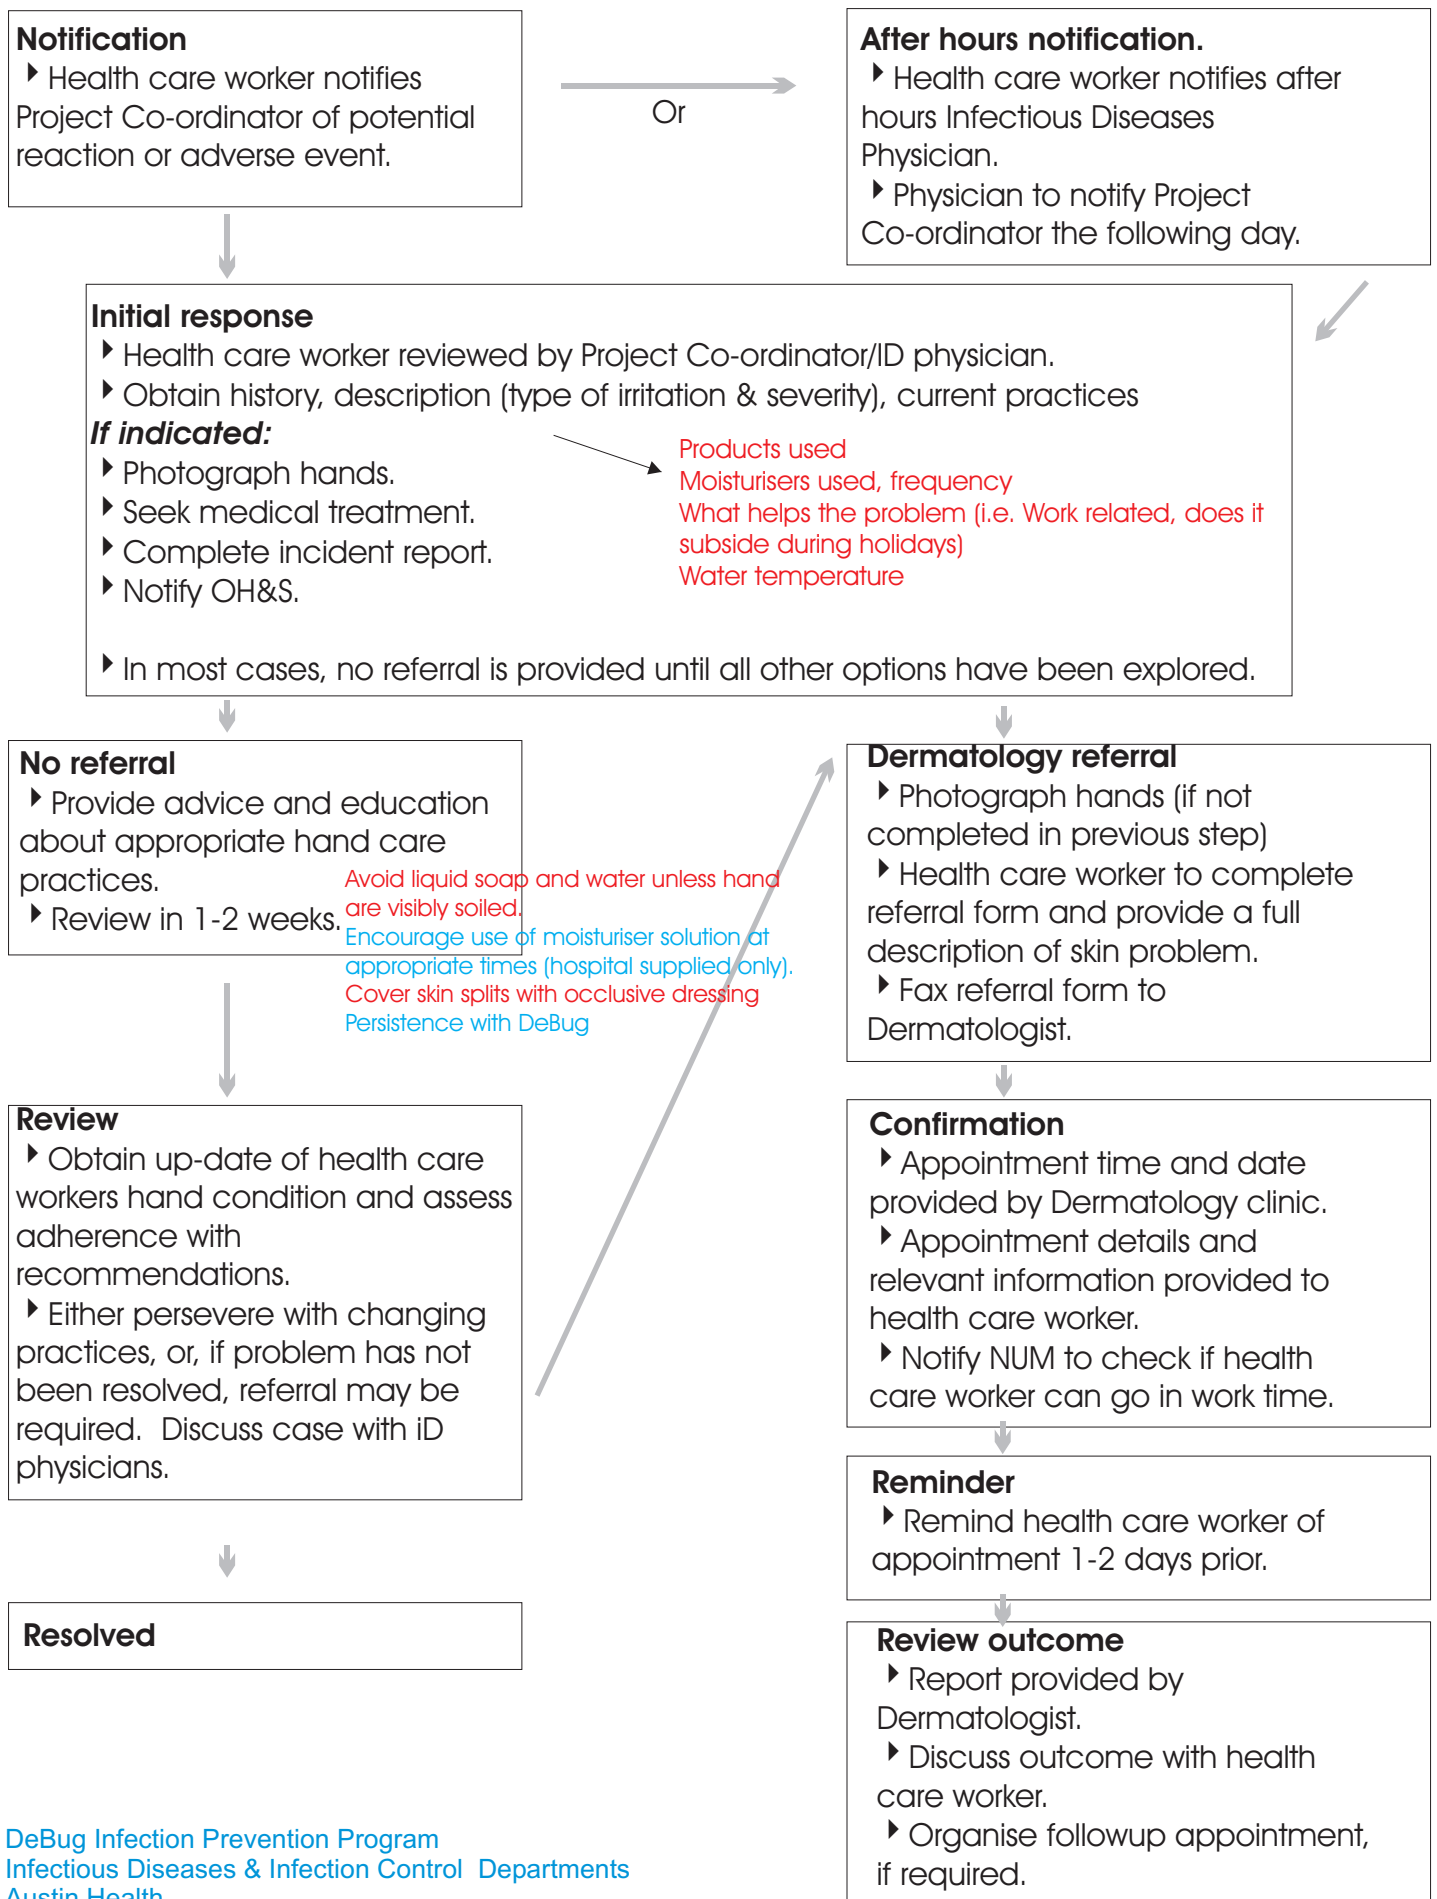 Notification
Health care worker notifies
Project Co-ordinator of potential
reaction or adverse event.
Or
After hours notification.
Health care worker notifies after
hours Infectious Diseases
Physician.
Physician to notify Project
Co-ordinator the following day.
Initial response
Health care worker reviewed by Project Co-ordinator/ID physician.
Obtain history, description (type of irritation & severity), current practices
If indicated:
Photograph hands.
Seek medical treatment.
Complete incident report.
Notify OH&S.
Products used
Moisturisers used, frequency
What helps the problem (i.e. Work related, does it
subside during holidays)
Water temperature
In most cases, no referral is provided until all other options have been explored.
No referral
Provide advice and education
about appropriate hand care
practices.
Review in 1-2 weeks.
Avoid liquid soap and water unless hand
are visibly soiled.
Encourage use of moisturiser solution at
appropriate times (hospital supplied only).
Cover skin splits with occlusive dressing
Persistence with DeBug
Review
Obtain up-date of health care
workers hand condition and assess
adherence with
recommendations.
Either persevere with changing
practices, or, if problem has not
been resolved, referral may be
required. Discuss case with iD
physicians.
Resolved
Dermatology referral
Photograph hands (if not
completed in previous step)
Health care worker to complete
referral form and provide a full
description of skin problem.
Fax referral form to
Dermatologist.
Confirmation
Appointment time and date
provided by Dermatology clinic.
Appointment details and
relevant information provided to
health care worker.
Notify NUM to check if health
care worker can go in work time.
Reminder
Remind health care worker of
appointment 1-2 days prior.
Review outcome
Report provided by
Dermatologist.
Discuss outcome with health
care worker.
Organise followup appointment,
if required.
DeBug Infection Prevention Program
Infectious Diseases & Infection Control Departments
Austin Health